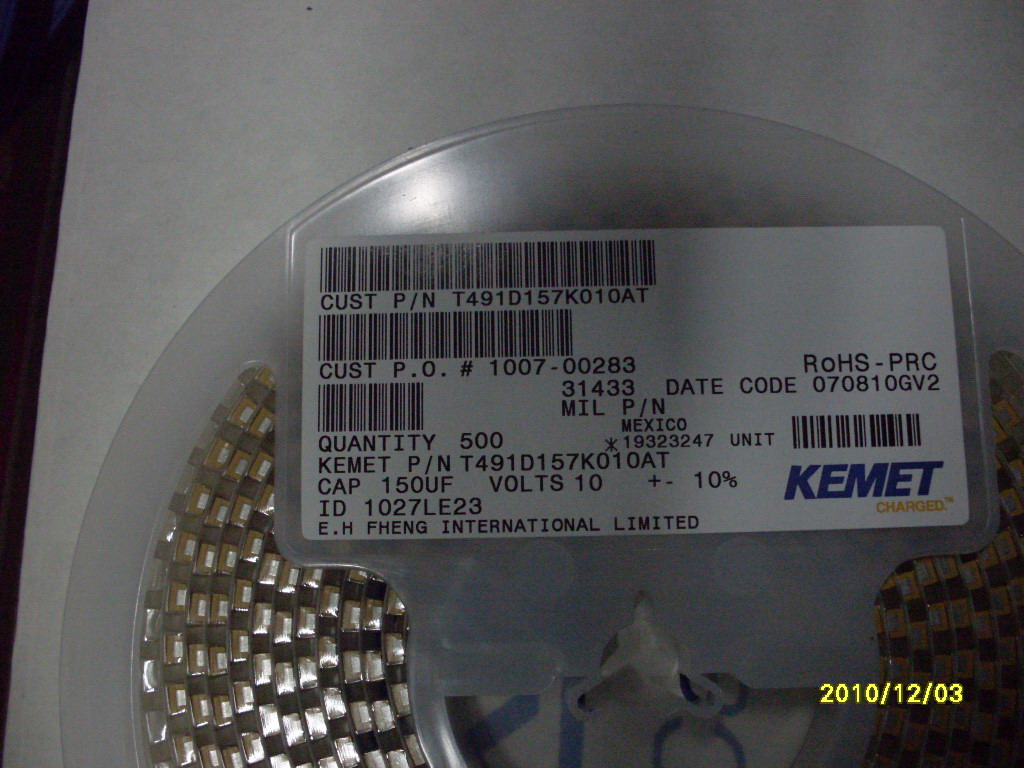 CUST P/N T491D157K010AT
CUST P.O. # 1007-00283
RoHS-PRC
31433 DATE CODE 070810GV2
MIL P/N
MEXICO
QUANTITY 500
*19323247 UNIT
KEMET P/N T491D157K010AT
CAP 150UF VOLTS 10 +- 10%
KEMET
CHARGED.™
ID 1027LE23
E.H FHENG INTERNATIONAL LIMITED
2010/12/03